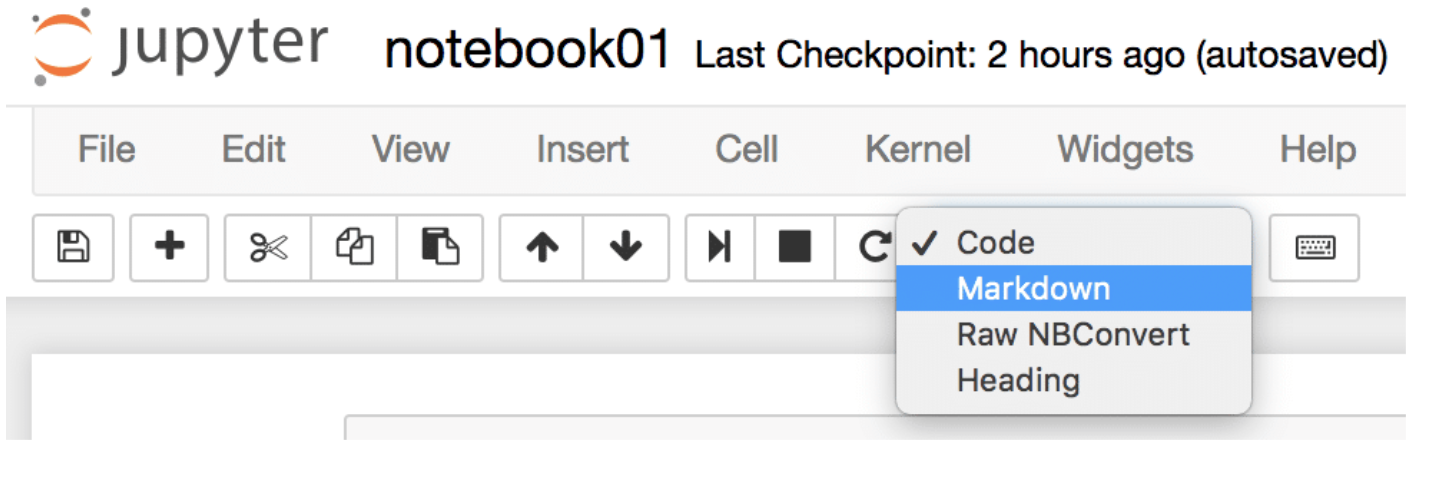 jupyter notebook01 Last Checkpoint: 2 hours ago (autosaved)
File Edit View Insert Cell Kernel Widgets Help
Code
Markdown
Raw NBConvert
Heading